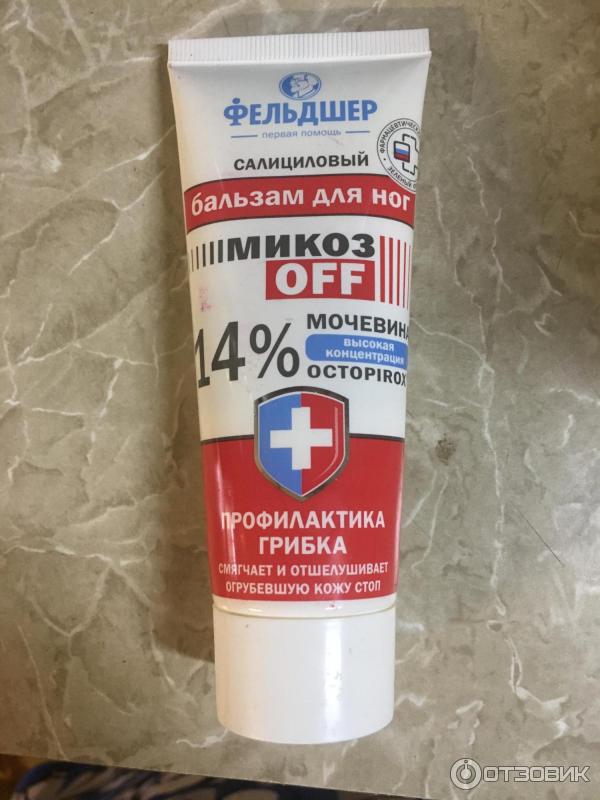 ФЕЛЬДШЕР
первая помощь
САЛИЦИЛОВЫЙ
ФАРМАЦЕВТИЧЕСКАЯ
бальзам для ног
МИКОЗ
OFF
14%
МОЧЕВИНА
высокая
концентрация
OCTOPIROX
ПРОФИЛАКТИКА
ГРИБКА
СМЯГЧАЕТ И ОТШЕЛУШИВАЕТ
ОГРУБЕВШУЮ КОЖУ СТОП
ОТЗОВИК